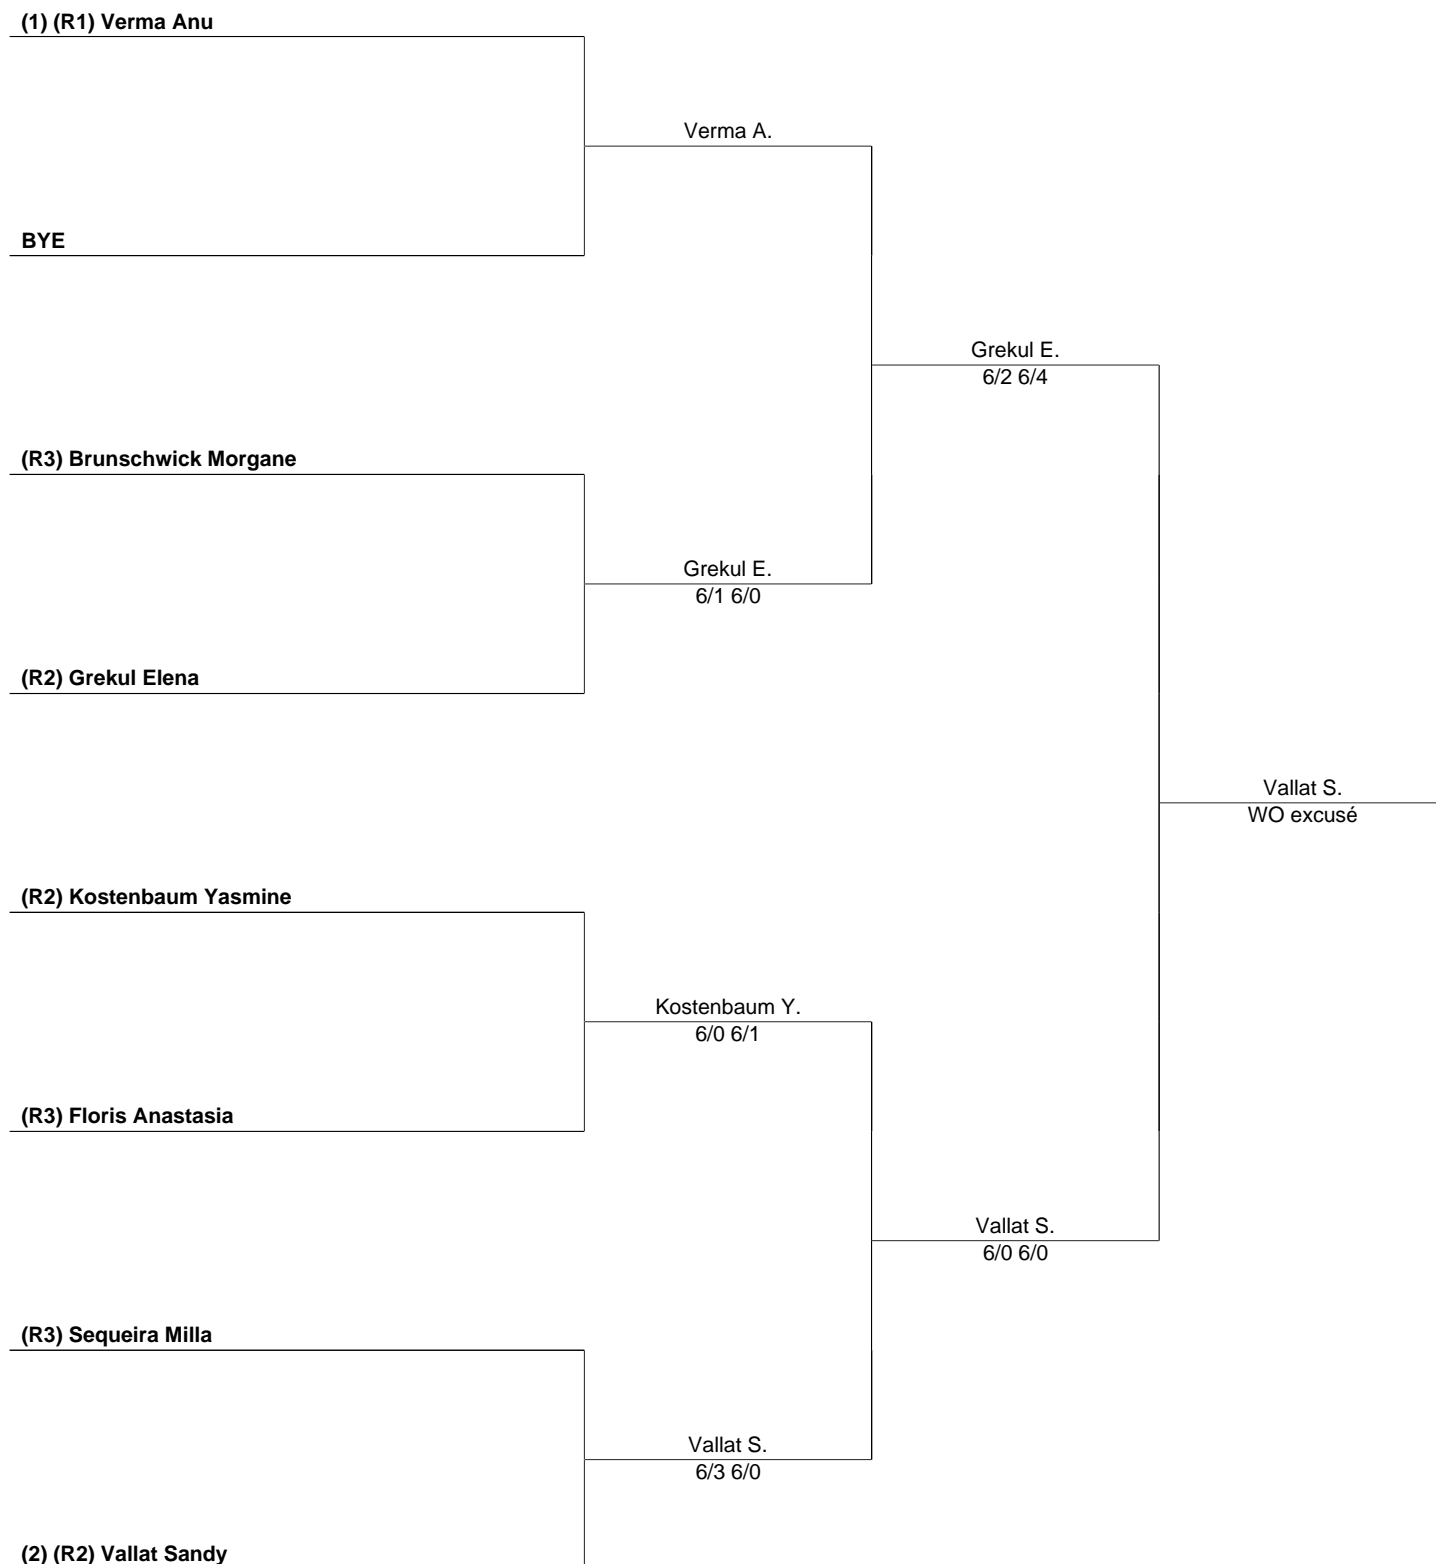 (1) (R1) Verma Anu
Verma A.
BYE
Grekul E.
6/2 6/4
(R3) Brunschwick Morgane
Grekul E.
6/1 6/0
(R2) Grekul Elena
Vallat S.
WO excusé
(R2) Kostenbaum Yasmine
Kostenbaum Y.
6/0 6/1
(R3) Floris Anastasia
Vallat S.
6/0 6/0
(R3) Sequeira Milla
Vallat S.
6/3 6/0
(2) (R2) Vallat Sandy